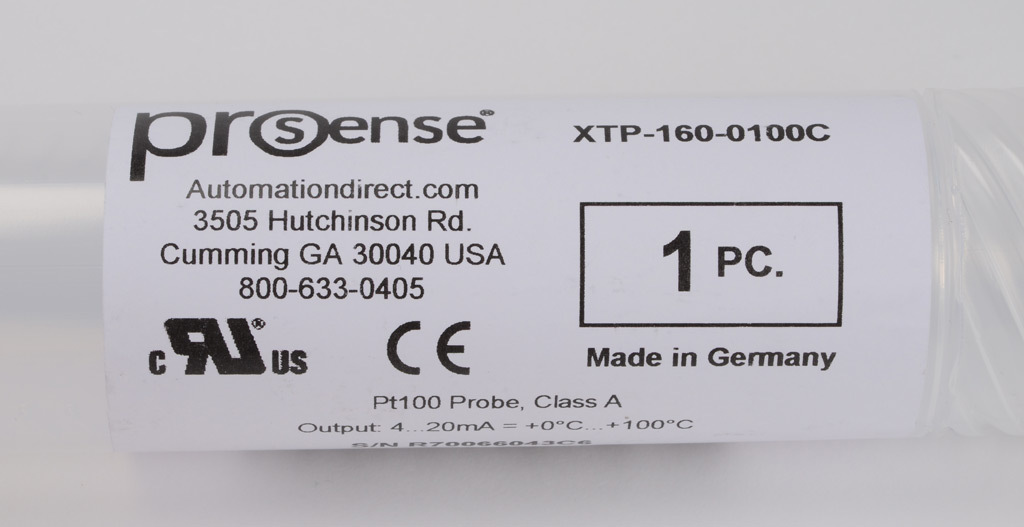 prosense®
Automationdirect.com
3505 Hutchinson Rd.
Cumming GA 30040 USA
800-633-0405
c RU® US
CE
XTP-160-0100C
1 PC.
Made in Germany
Pt100 Probe, Class A
Output: 4...20mA = +0°C...+100°C
S/N